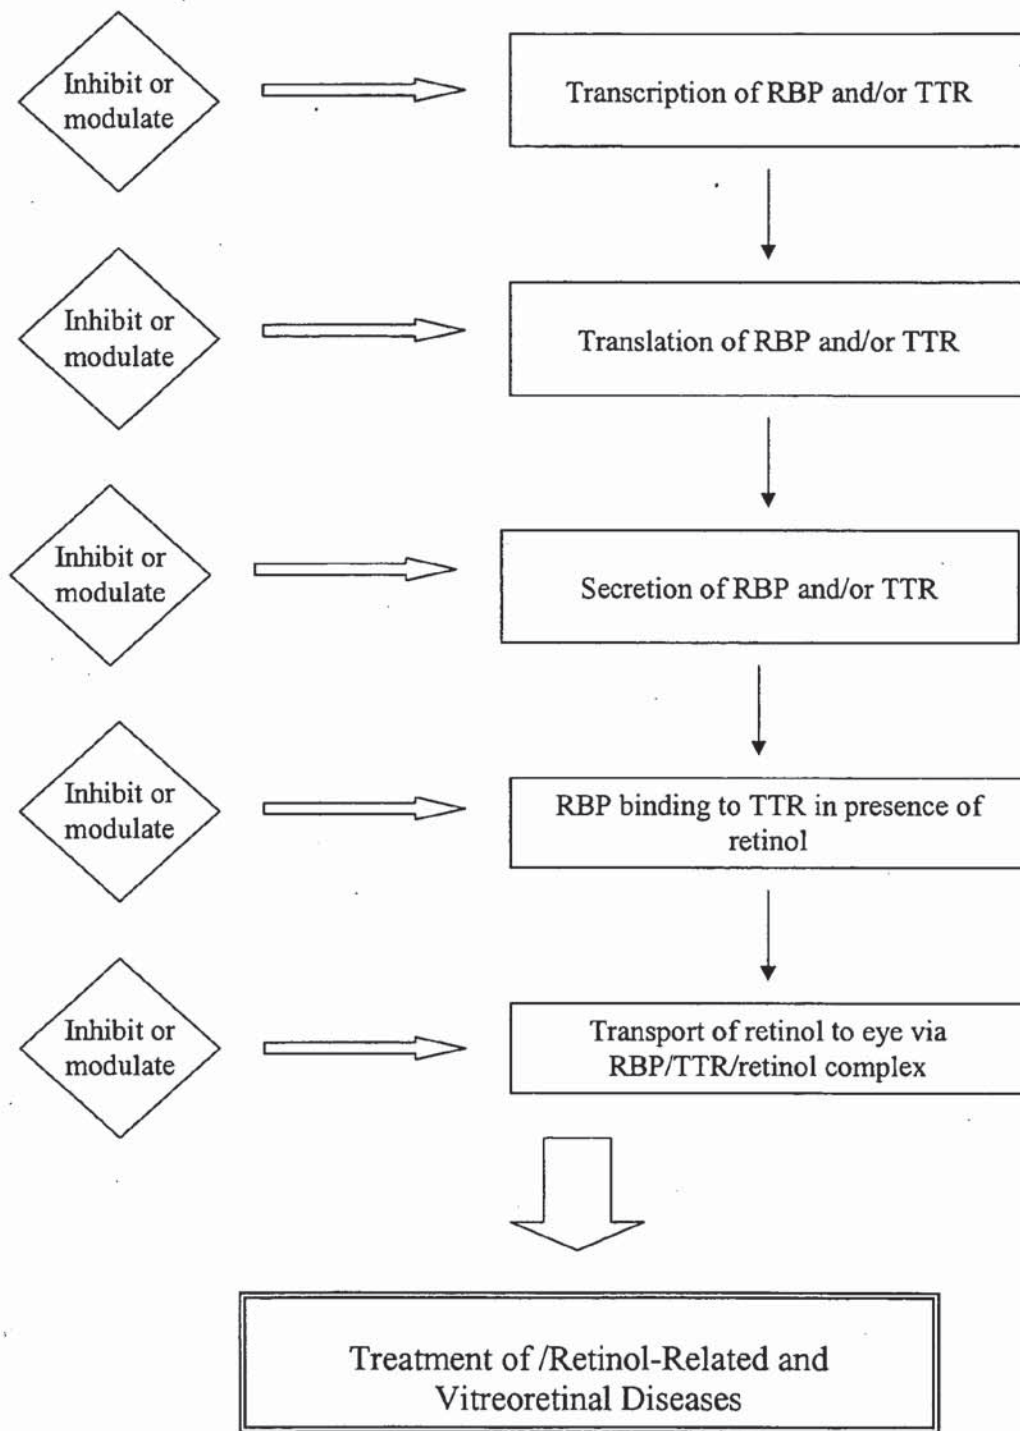 Inhibit or
modulate
Transcription of RBP and/or TTR
Inhibit or
modulate
Translation of RBP and/or TTR
Inhibit or
modulate
Secretion of RBP and/or TTR
Inhibit or
modulate
RBP binding to TTR in presence of
retinol
Inhibit or
modulate
Transport of retinol to eye via
RBP/TTR/retinol complex
Treatment of /Retinol-Related and
Vitreoretinal Diseases